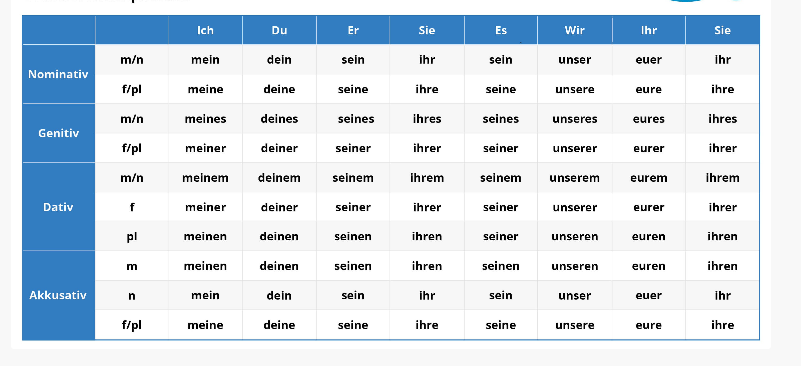 Ich Du Er Sie Es Wir Ihr Sie
Nominativ m/n mein dein sein ihr sein unser euer ihr
f/pl meine deine seine ihre seine unsere eure ihre
Genitiv m/n meines deines seines ihres seines unseres eures ihres
f/pl meiner deiner seiner ihrer seiner unserer eurer ihrer
Dativ m/n meinem deinem seinem ihrem seinem unserem eurem ihrem
f meiner deiner seiner ihrer seiner unserer eurer ihrer
pl meinen deinen seinen ihren seiner unseren euren ihren
Akkusativ m meinen deinen seinen ihren seinen unseren euren ihren
n mein dein sein ihr sein unser euer ihr
f/pl meine deine seine ihre seine unsere eure ihre